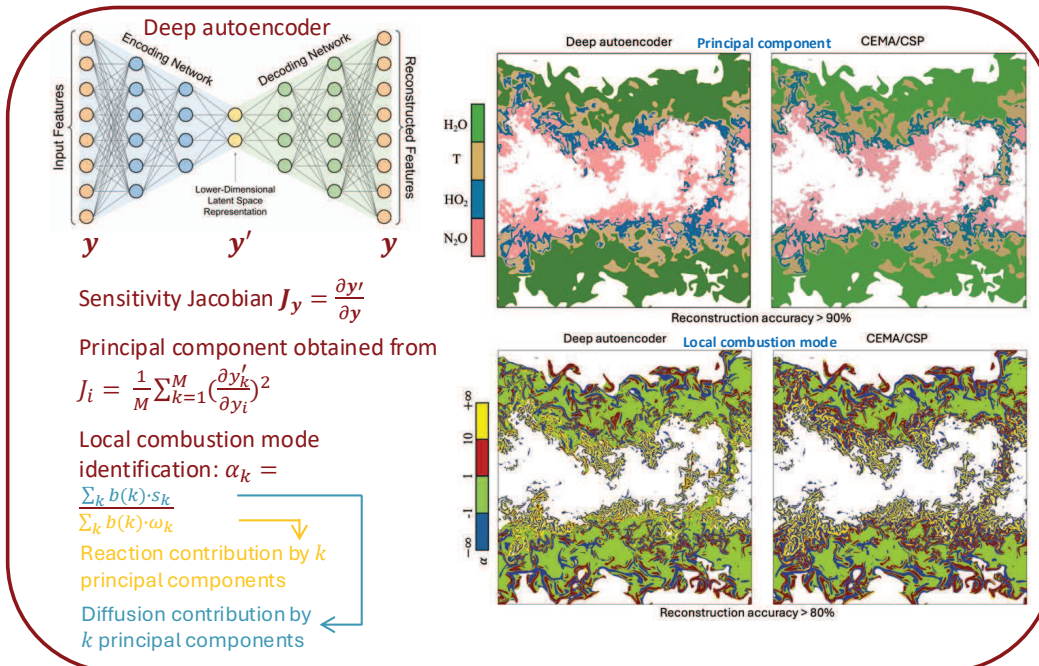 Deep autoencoder
Encoding Network
Decoding Network
Input Features
Reconstructed Features
Lower-Dimensional
Latent Space
Representation
y
y'
y
Sensitivity Jacobian J_y = ∂y'/∂y
Principal component obtained from
J_i = 1/M ∑_{k=1}^{M} (∂y'_k/∂y_i)^2
Local combustion mode
identification: α_k =
∑_k b(k)·s_k
∑_k b(k)·ω_k
Reaction contribution by k
principal components
Diffusion contribution by
k principal components
Deep autoencoder Principal component CEMA/CSP
H₂O
T
HO₂
N₂O
Reconstruction accuracy > 90%
Deep autoencoder Local combustion mode CEMA/CSP
+∞
10
1
-1
-∞
α
Reconstruction accuracy > 80%